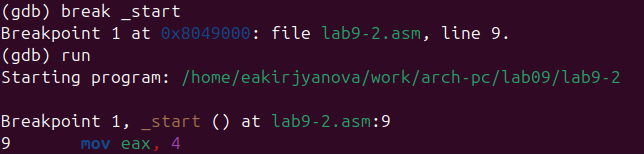 (gdb) break _start
Breakpoint 1 at 0x8049000: file lab9-2.asm, line 9.
(gdb) run
Starting program: /home/eakirjyanova/work/arch-pc/lab09/lab9-2

Breakpoint 1, _start () at lab9-2.asm:9
9	mov eax, 4